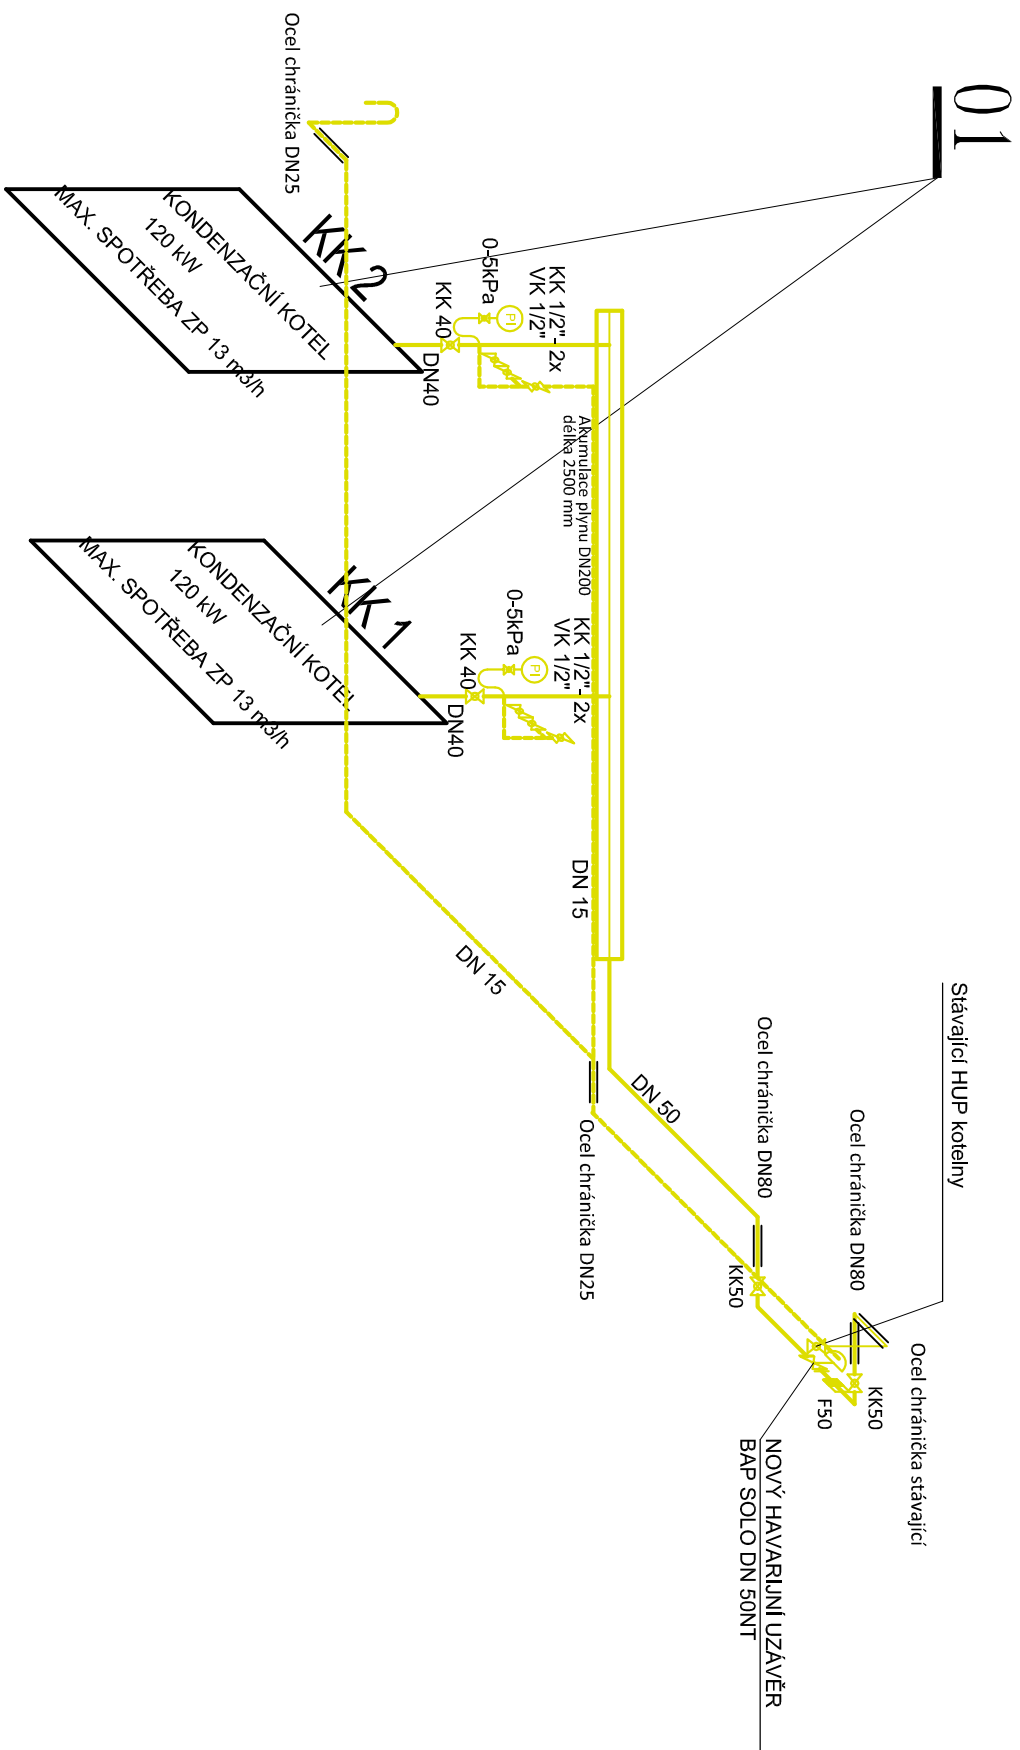 01
Ocel chránička DN25
KK 2
KONDENZAČNÍ KOTEL
120 kW
MAX. SPOTŘEBA ZP 13 m3/h
0-5kPa
KK 1/2"- 2x
VK 1/2"
PI
KK 40
DN40
Akumulace plynu DN200
délka 2500 mm
KK 1
KONDENZAČNÍ KOTEL
120 kW
MAX. SPOTŘEBA ZP 13 m3/h
0-5kPa
KK 1/2"- 2x
VK 1/2"
PI
KK 40
DN40
DN 15
DN 15
Ocel chránička DN25
DN 50
Ocel chránička DN80
KK50
Stávající HUP kotelny
Ocel chránička DN80
Ocel chránička stávající
KK50
F50
NOVÝ HAVARIJNÍ UZÁVĚR
BAP SOLO DN 50NT